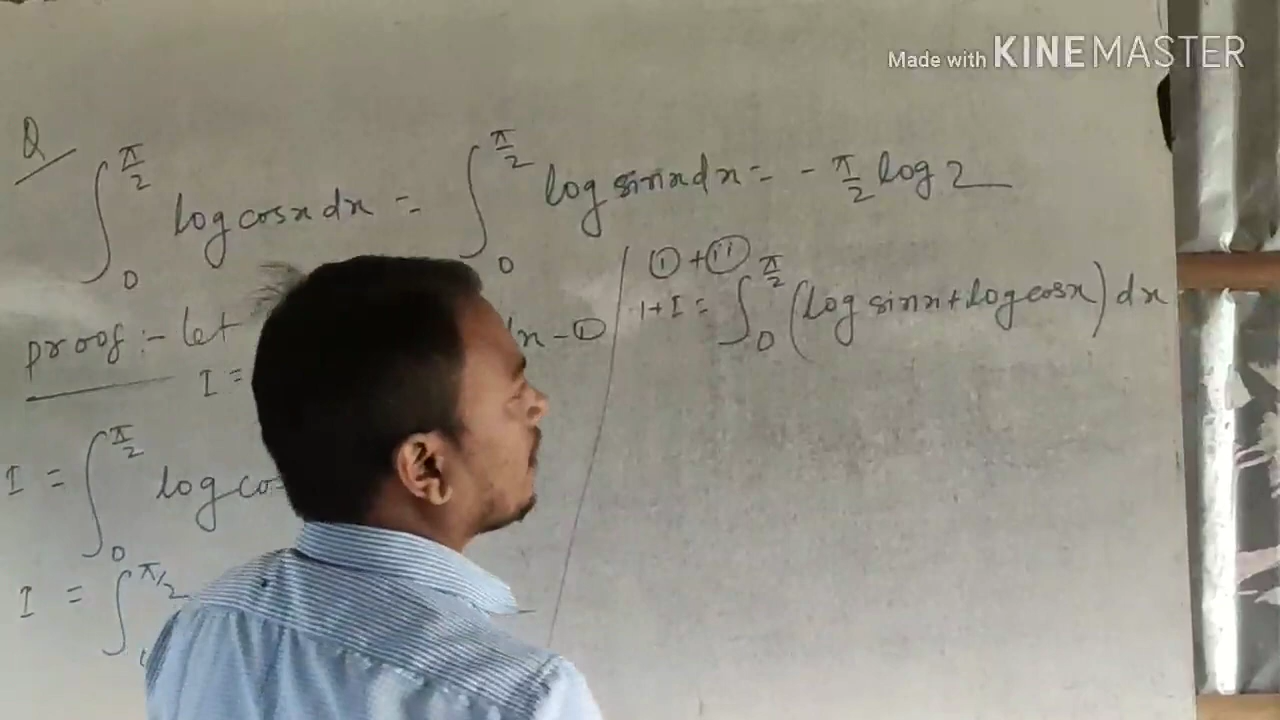 Made with KINEMASTER
Q
∫₀^(π/2) log cosx dx = ∫₀^(π/2) log sinx dx = - π/2 log 2
proof :- let
I =
dx - ①
I = ∫₀^(π/2) log co
I = ∫^(π/2)
① + ⑪
I + I = ∫₀^(π/2) (log sinx + log cosx) dx